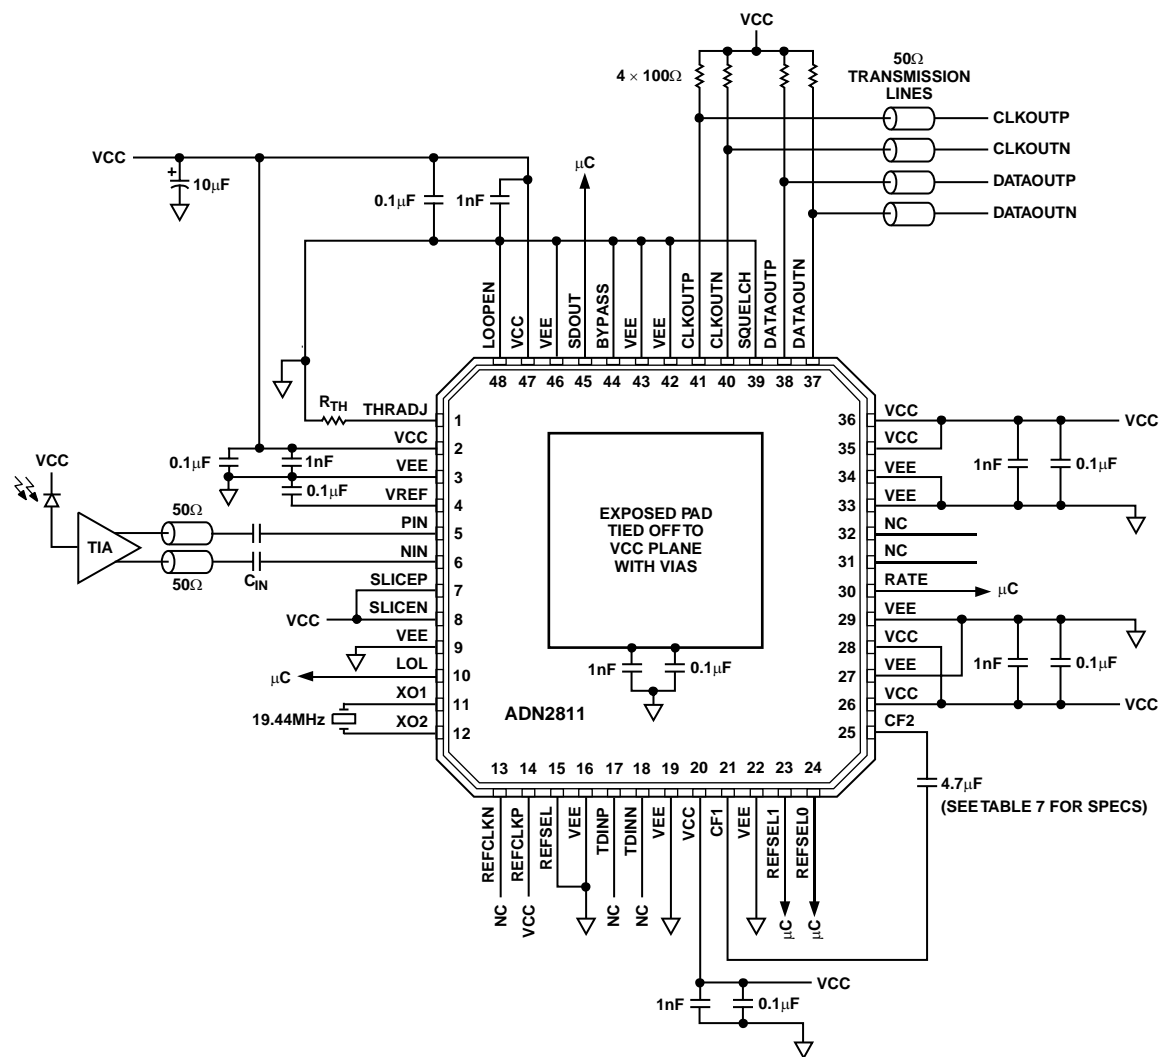 VCC
4 × 100Ω
50Ω
TRANSMISSION
LINES
CLKOUTP
CLKOUTN
DATAOUTP
DATAOUTN
VCC
+
10μF
0.1μF
1nF
μC
LOOPEN
VCC
VEE
SDOUT
BYPASS
VEE
VEE
CLKOUTP
CLKOUTN
SQUELCH
DATAOUTP
DATAOUTN
48 47 46 45 44 43 42 41 40 39 38 37
RTH
THRADJ 1
VCC 2
0.1μF
1nF
VEE 3
0.1μF
VREF 4
VCC
TIA
50Ω
PIN 5
50Ω
CIN
NIN 6
SLICEP 7
VCC
SLICEN 8
VEE 9
μC
LOL 10
XO1 11
19.44MHz
XO2 12
EXPOSED PAD
TIED OFF TO
VCC PLANE
WITH VIAS
1nF
0.1μF
ADN2811
36 VCC
VCC
35 VCC
1nF
0.1μF
34 VEE
33 VEE
32 NC
31 NC
30 RATE
μC
29 VEE
28 VCC
1nF
0.1μF
27 VEE
26 VCC
VCC
25 CF2
4.7μF
(SEE TABLE 7 FOR SPECS)
13 14 15 16 17 18 19 20 21 22 23 24
REFCLKN
REFCLKP
REFSEL
VEE
TDINP
TDINN
VEE
VCC
CF1
VEE
REFSEL1
REFSEL0
NC
VCC
NC
NC
μC
μC
VCC
1nF
0.1μF